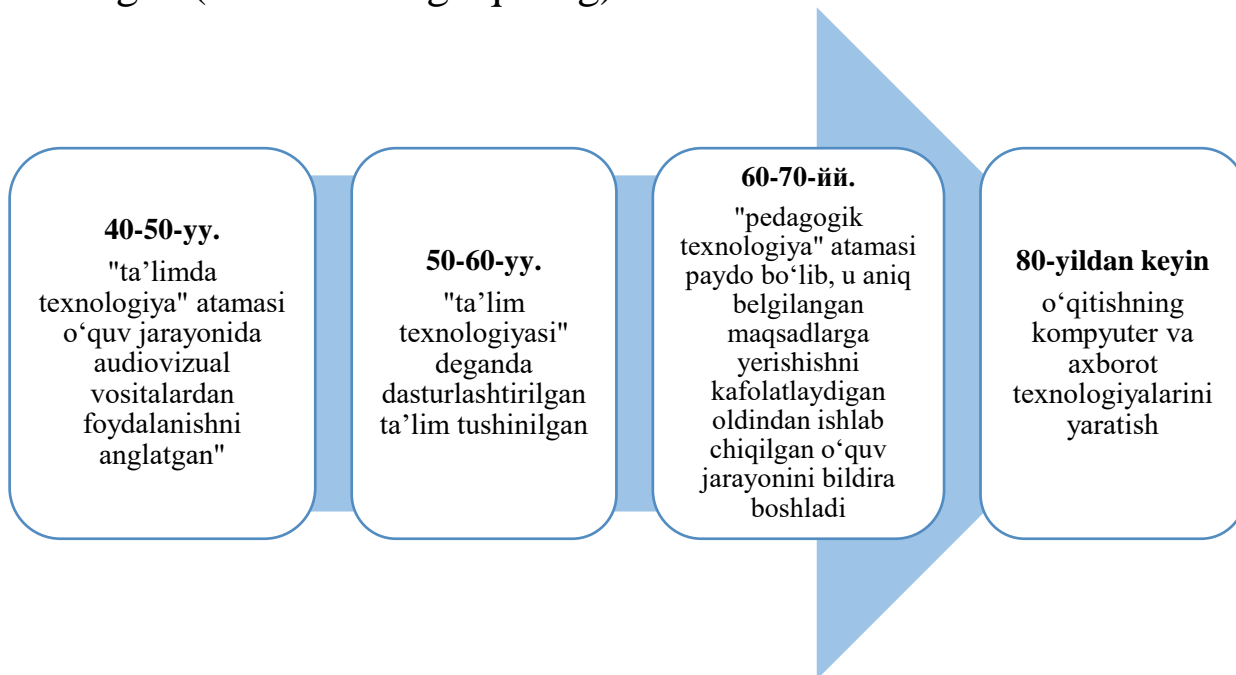 40-50-yy.
"ta’limda
texnologiya" atamasi
o‘quv jarayonida
audiovizual
vositalardan
foydalanishni
anglatgan"
50-60-yy.
"ta’lim
texnologiyasi"
deganda
dasturlashtirilgan
ta’lim tushinilgan
60-70-йй.
"pedagogik
texnologiya" atamasi
paydo bo‘lib, u aniq
belgilangan
maqsadlarga
yerishishni
kafolatlaydigan
oldindan ishlab
chiqilgan o‘quv
jarayonini bildira
boshladi
80-yildan keyin
o‘qitishning
kompyuter va
axborot
texnologiyalarini
yaratish